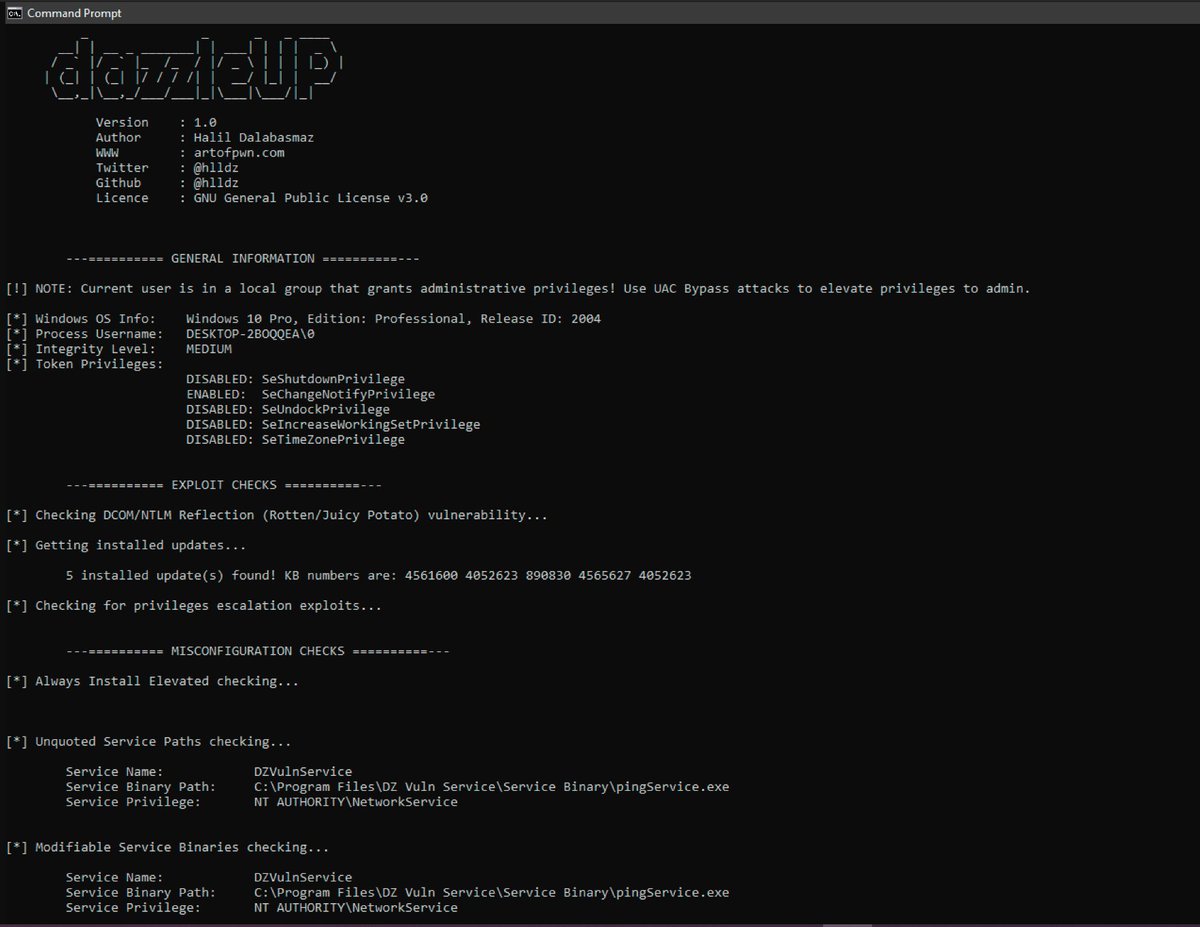 Command Prompt
dazzleUP
Version : 1.0
Author : Halil Dalabasmaz
WWW : artofpwn.com
Twitter : @hlldz
Github : @hlldz
Licence : GNU General Public License v3.0
---=========== GENERAL INFORMATION ===========---
[!] NOTE: Current user is in a local group that grants administrative privileges! Use UAC Bypass attacks to elevate privileges to admin.
[*] Windows OS Info: Windows 10 Pro, Edition: Professional, Release ID: 2004
[*] Process Username: DESKTOP-2BOQQEA\0
[*] Integrity Level: MEDIUM
[*] Token Privileges:
DISABLED: SeShutdownPrivilege
ENABLED: SeChangeNotifyPrivilege
DISABLED: SeUndockPrivilege
DISABLED: SeIncreaseWorkingSetPrivilege
DISABLED: SeTimeZonePrivilege
---=========== EXPLOIT CHECKS ===========---
[*] Checking DCOM/NTLM Reflection (Rotten/Juicy Potato) vulnerability...
[*] Getting installed updates...
5 installed update(s) found! KB numbers are: 4561600 4052623 890830 4565627 4052623
[*] Checking for privileges escalation exploits...
---=========== MISCONFIGURATION CHECKS ===========---
[*] Always Install Elevated checking...
[*] Unquoted Service Paths checking...
Service Name: DZVulnService
Service Binary Path: C:\Program Files\DZ Vuln Service\Service Binary\pingService.exe
Service Privilege: NT AUTHORITY\NetworkService
[*] Modifiable Service Binaries checking...
Service Name: DZVulnService
Service Binary Path: C:\Program Files\DZ Vuln Service\Service Binary\pingService.exe
Service Privilege: NT AUTHORITY\NetworkService